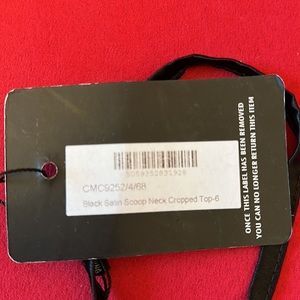 CMC9252/4/68
Black Satin Scoop Neck Cropped Top-6
ONCE THIS LABEL HAS BEEN REMOVED
YOU CAN NO LONGER RETURN THIS ITEM